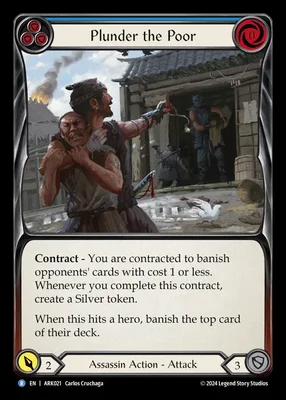 Plunder the Poor
Contract - You are contracted to banish
opponents' cards with cost 1 or less.
Whenever you complete this contract,
create a Silver token.
When this hits a hero, banish the top card
of their deck.
2
Assassin Action - Attack
3
EN | ARK021 Carlos Cruchaga
©2024 Legend Story Studios